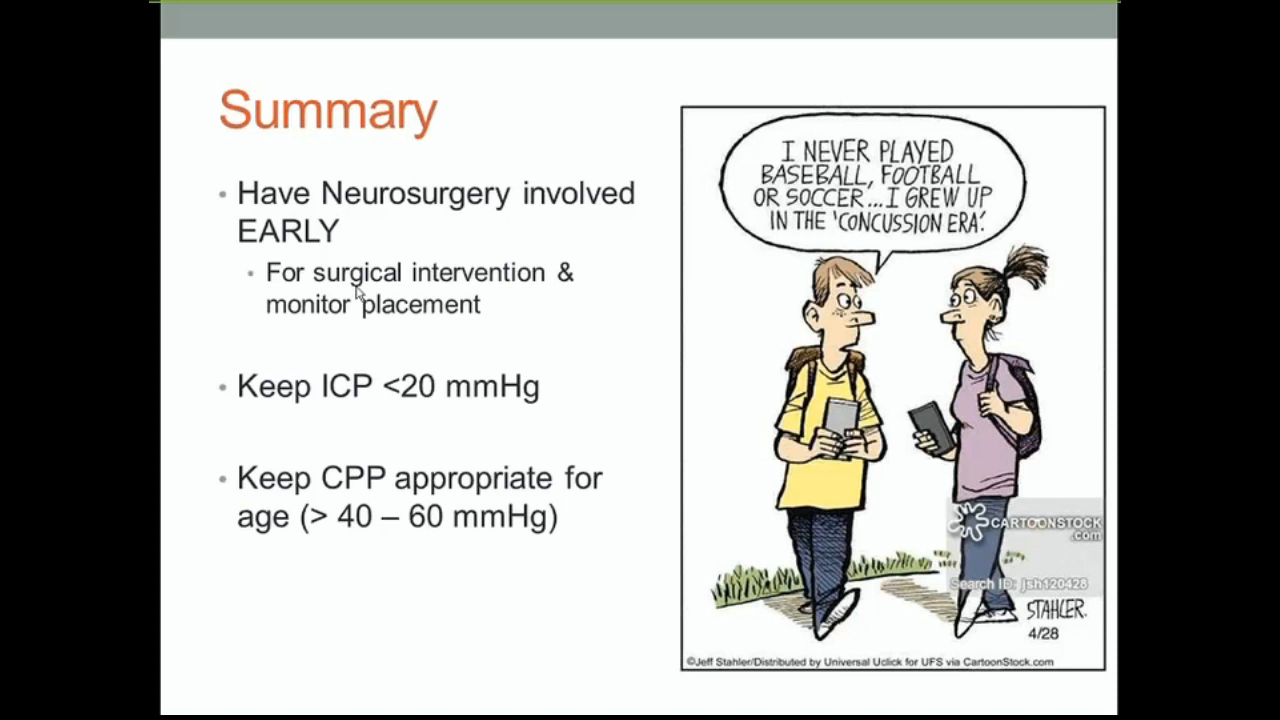 Summary
• Have Neurosurgery involved
EARLY
• For surgical intervention &
monitor placement
• Keep ICP <20 mmHg
• Keep CPP appropriate for
age (> 40 – 60 mmHg)
I NEVER PLAYED
BASEBALL, FOOTBALL
OR SOCCER...I GREW UP
IN THE 'CONCUSSION ERA'.
CARTOONSTOCK
.com
Search ID: jsh120428
STAHLER.
4/28
©Jeff Stahler/Distributed by Universal Uclick for UFS via CartoonStock.com